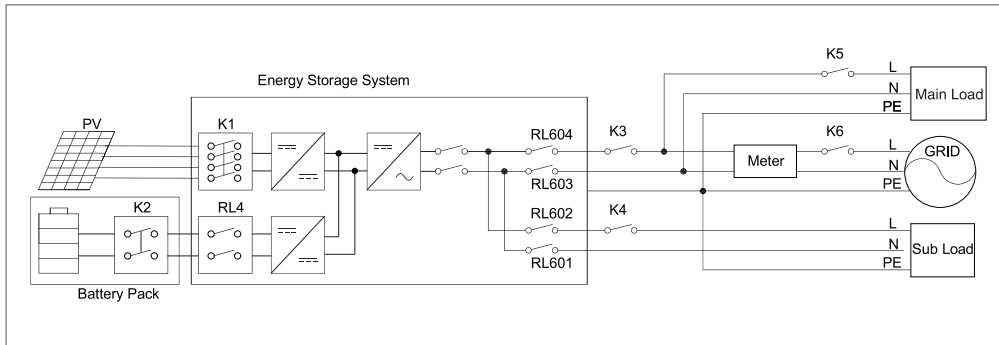 K5
L
Energy Storage System
N
Main Load
PE
PV
K1
RL604
K3
K6
L
GRID
Meter
RL603
N
PE
K2
RL4
RL602
K4
L
N
Sub Load
RL601
PE
Battery Pack